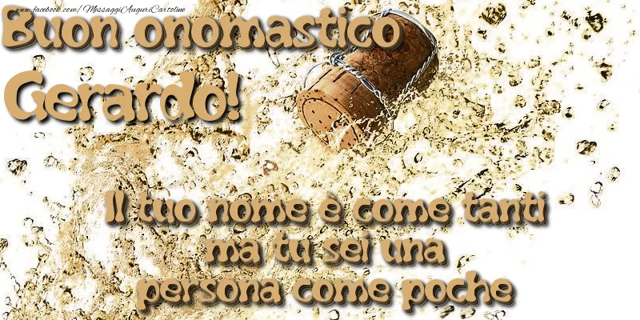 www.facebook.com/MessaggiAuguriCartoline
Buon onomastico
Gerardo!
Il tuo nome è come tanti
ma tu sei una
persona come poche